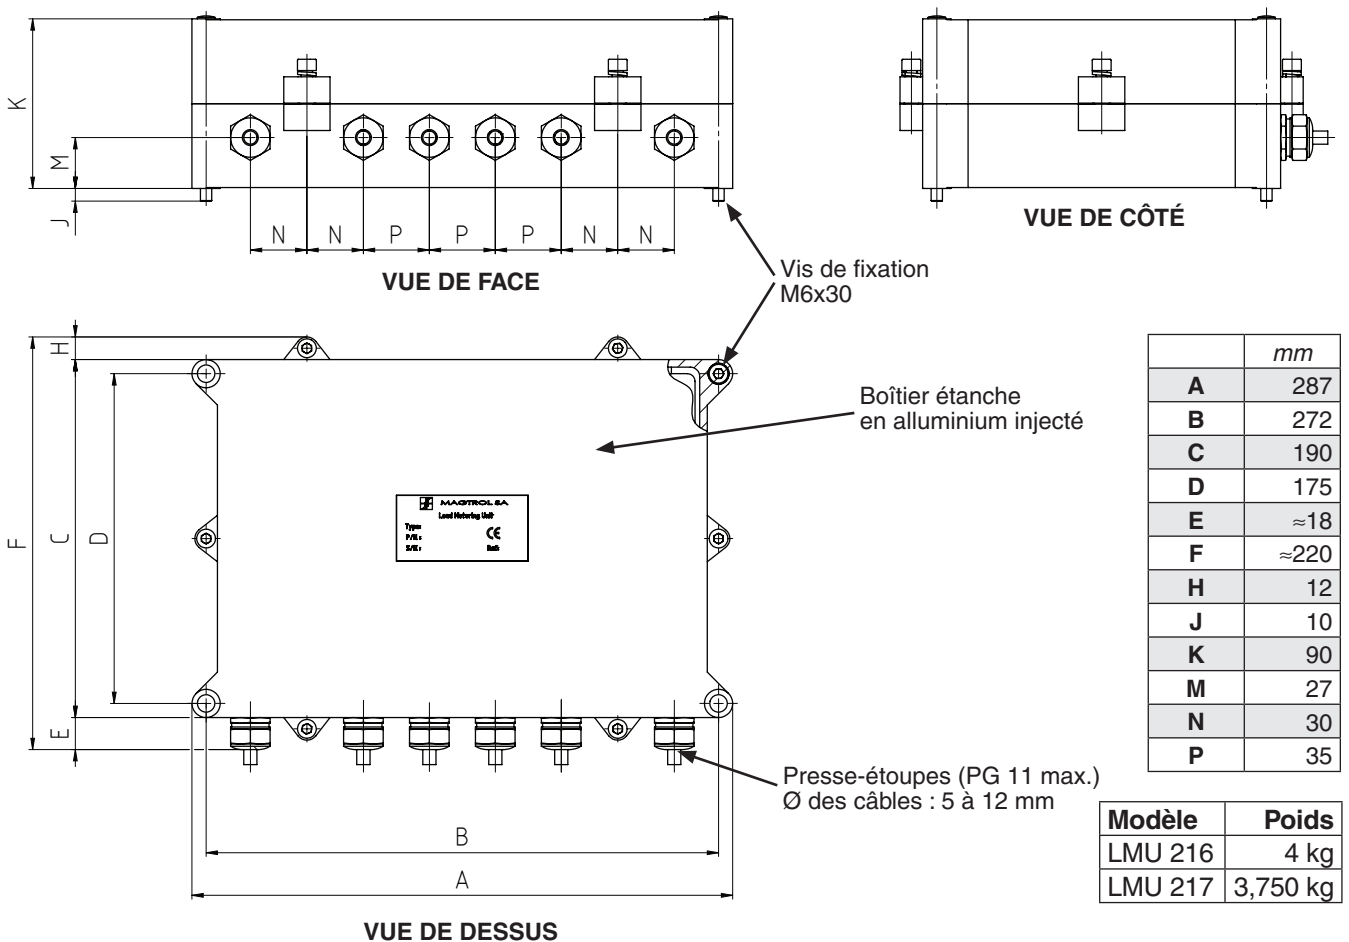 K
M
J
N N P P P N N
VUE DE FACE
VUE DE CÔTÉ
Vis de fixation
M6x30
H
F
C
D
E
Boîtier étanche
en alluminium injecté
MAGTROL SA
Load Metering Unit
Type:
P/N :
S/N :
CE
Presse-étoupes (PG 11 max.)
Ø des câbles : 5 à 12 mm
B
A
VUE DE DESSUS
mm
A 287
B 272
C 190
D 175
E ≈18
F ≈220
H 12
J 10
K 90
M 27
N 30
P 35
Modèle Poids
LMU 216 4 kg
LMU 217 3,750 kg